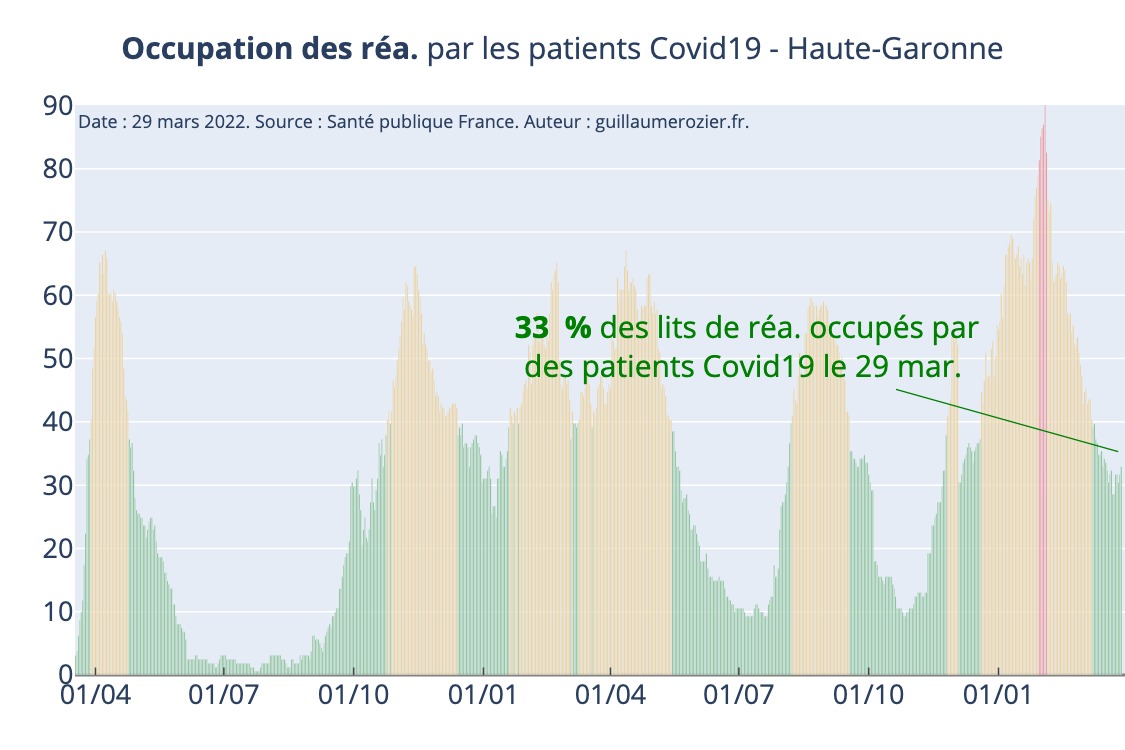 Occupation des réa. par les patients Covid19 - Haute-Garonne
90
Date : 29 mars 2022. Source : Santé publique France. Auteur : guillaumerozier.fr.
80
70
60
33 % des lits de réa. occupés par
des patients Covid19 le 29 mar.
50
40
30
20
10
0
01/04 01/07 01/10 01/01 01/04 01/07 01/10 01/01